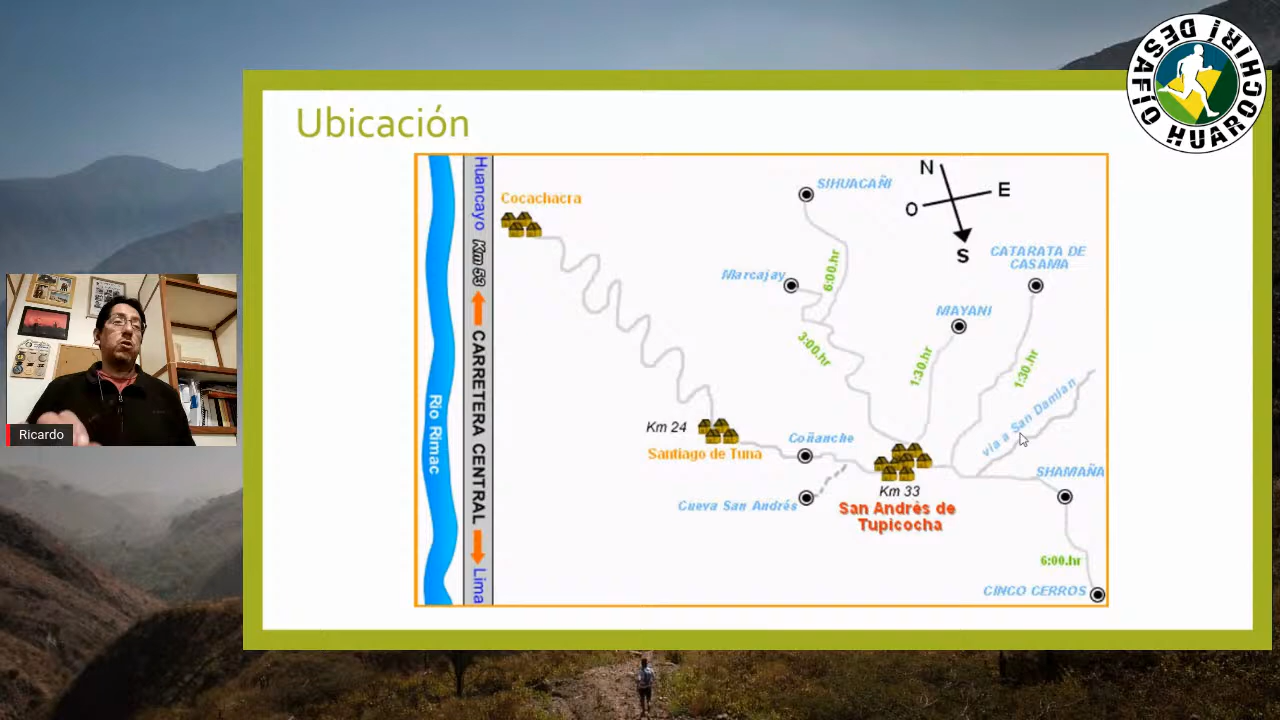 DESAFÍO HUAROCHIRÍ
Ubicación
Huancayo
Km 53
CARRETERA CENTRAL
Lima
Rio Rimac
Cocachacra
SIHUACAÑI
N
E
O
S
CATARATA DE
CASAMA
Marcajay
6:00.hr
MAYANI
3:00.hr
1:30.hr
1:30.hr
via a San Damian
Km 24
Santiago de Tuna
Coñanche
SHAMAÑA
Cueva San Andrés
Km 33
San Andrés de
Tupicocha
6:00.hr
CINCO CERROS
Ricardo